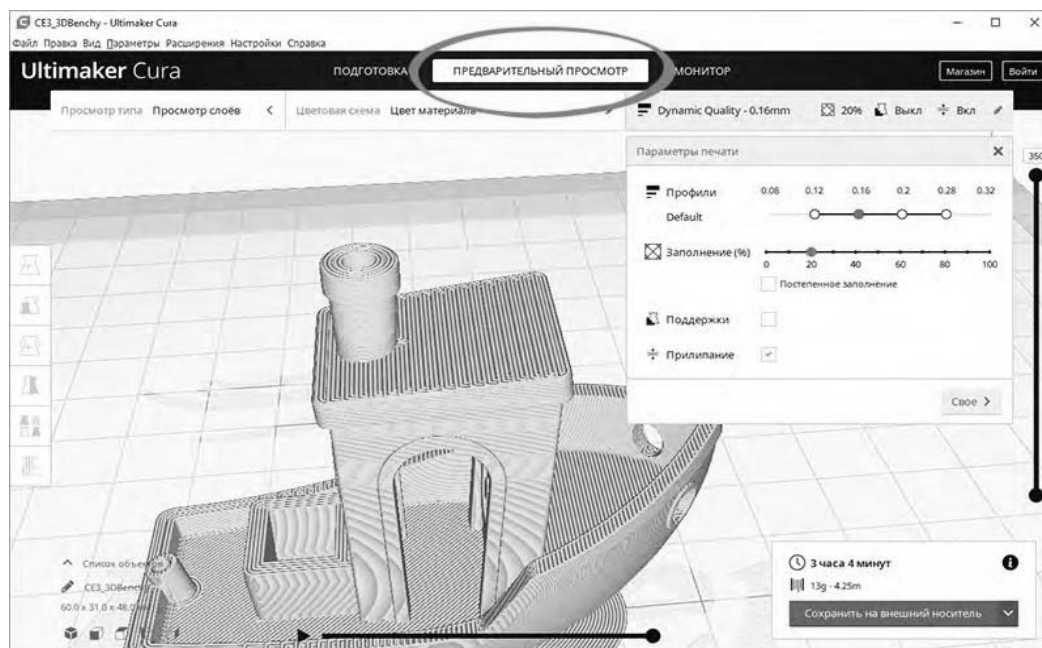 CE3_3DBenchy - Ultimaker Cura
Файл Правка Вид Параметры Расширения Настройки Справка
Ultimaker Cura
ПОДГОТОВКА ПРЕДВАРИТЕЛЬНЫЙ ПРОСМОТР МОНИТОР
Магазин Войти
Просмотр типа Просмотр слоёв < Цветовая схема Цвет материала
Dynamic Quality - 0.16mm 20% Выкл Вкл
Параметры печати
350
Профили 0.08 0.12 0.16 0.2 0.28 0.32
Default
Заполнение (%)
0 20 40 60 80 100
Постепенное заполнение
Поддержки
Прилипание
Свое >
Список объектов
CE3_3DBenchy
60.0 x 31.0 x 48.0
3 часа 4 минут
13g - 4.25m
Сохранить на внешний носитель